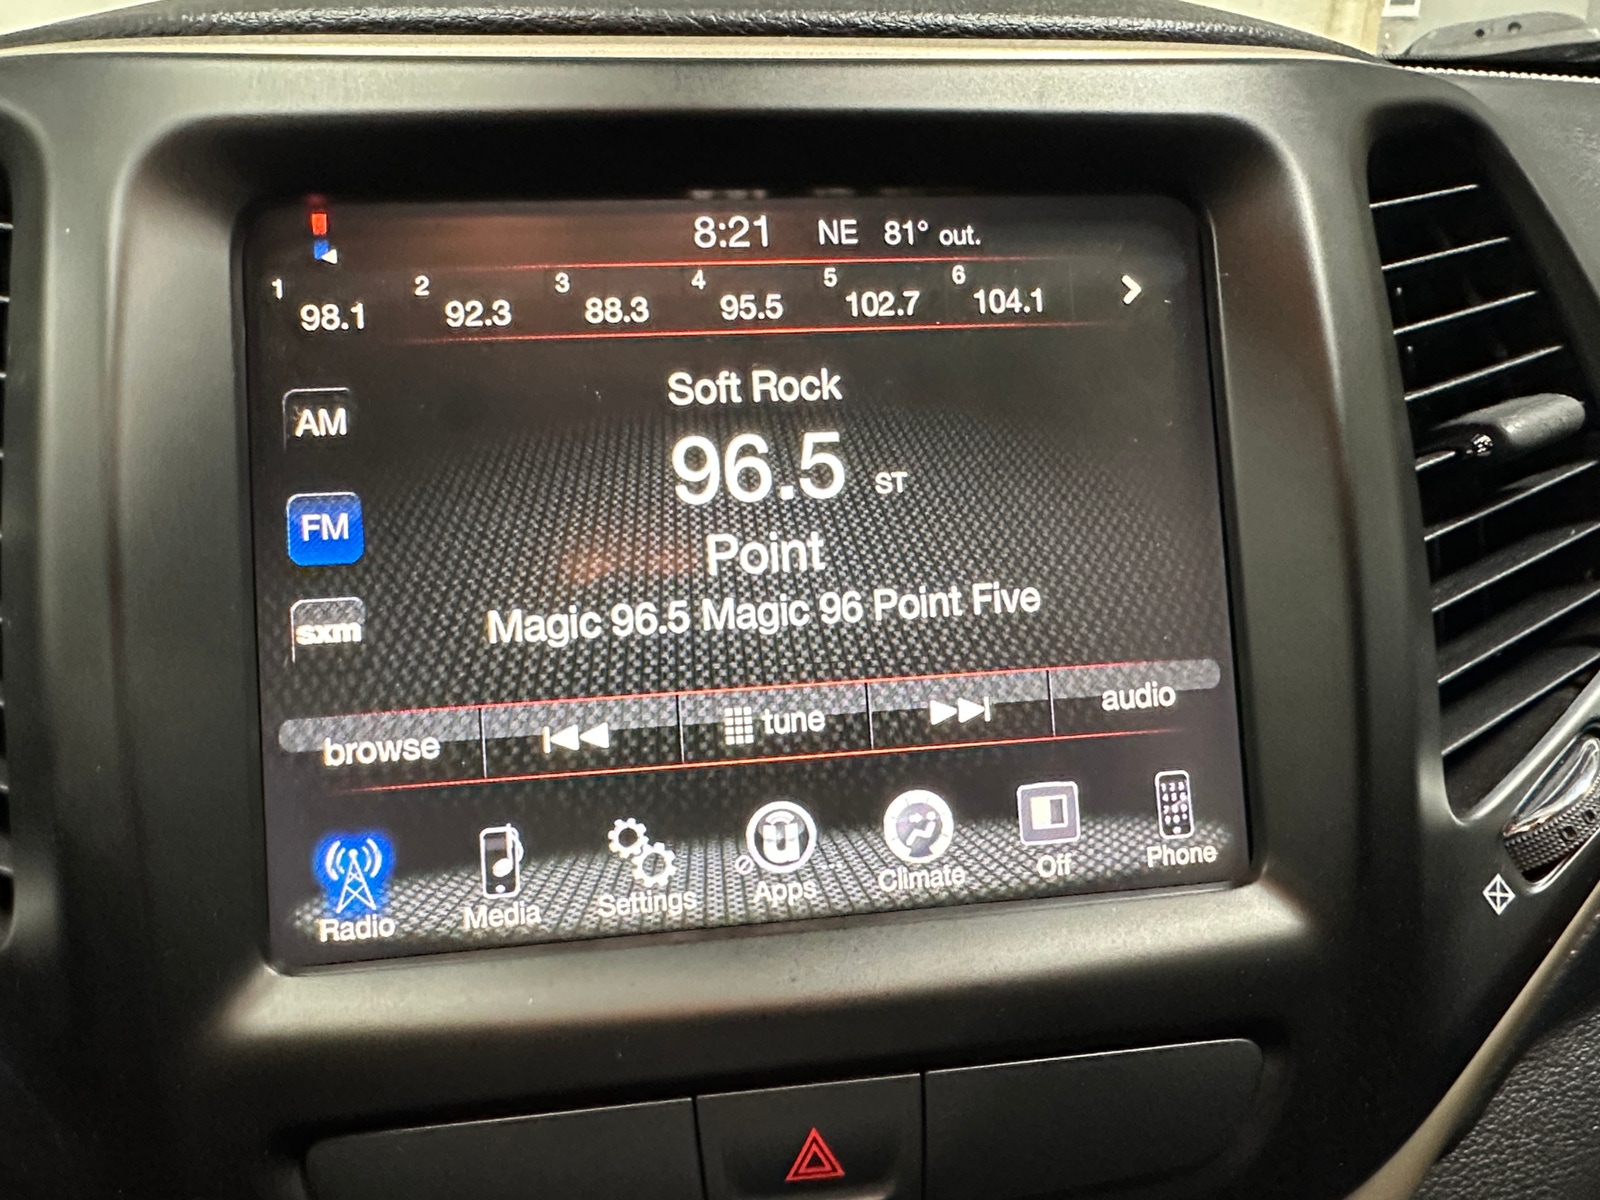 8:21 NE 81° out.
1 98.1 2 92.3 3 88.3 4 95.5 5 102.7 6 104.1
Soft Rock
AM
96.5 ST
FM
Point
sxm
Magic 96.5 Magic 96 Point Five
browse tune audio
Radio Media Settings Apps Climate Off Phone